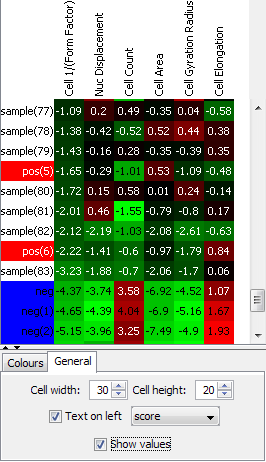 Cell 1/(Form Factor)
Nuc Displacement
Cell Count
Cell Area
Cell Gyration Radius
Cell Elongation
sample(77) -1.09 0.2 0.49 -0.35 0.04 -0.58
sample(78) -1.38 -0.42 -0.52 0.52 0.44 0.38
sample(79) -1.43 -0.16 0.28 -0.35 -0.39 0.35
pos(5) -1.65 -0.29 -1.01 0.53 -1.09 -0.48
sample(80) -1.72 0.15 0.58 0.01 0.24 -0.14
sample(81) -2.01 0.46 -1.55 -0.79 -0.8 0.17
sample(82) -2.12 -2.19 -1.03 -2.08 -2.61 -0.63
pos(6) -2.22 -1.41 -0.6 -0.97 -1.79 0.84
sample(83) -3.23 -1.88 -0.7 -2.06 -1.7 0.06
neg -4.37 -3.74 3.58 -6.92 -4.52 1.07
neg(1) -4.65 -4.39 4.04 -6.9 -5.16 1.67
neg(2) -5.15 -3.96 3.25 -7.49 -4.9 1.93
Colours General
Cell width: 30 Cell height: 20
Text on left score
Show values